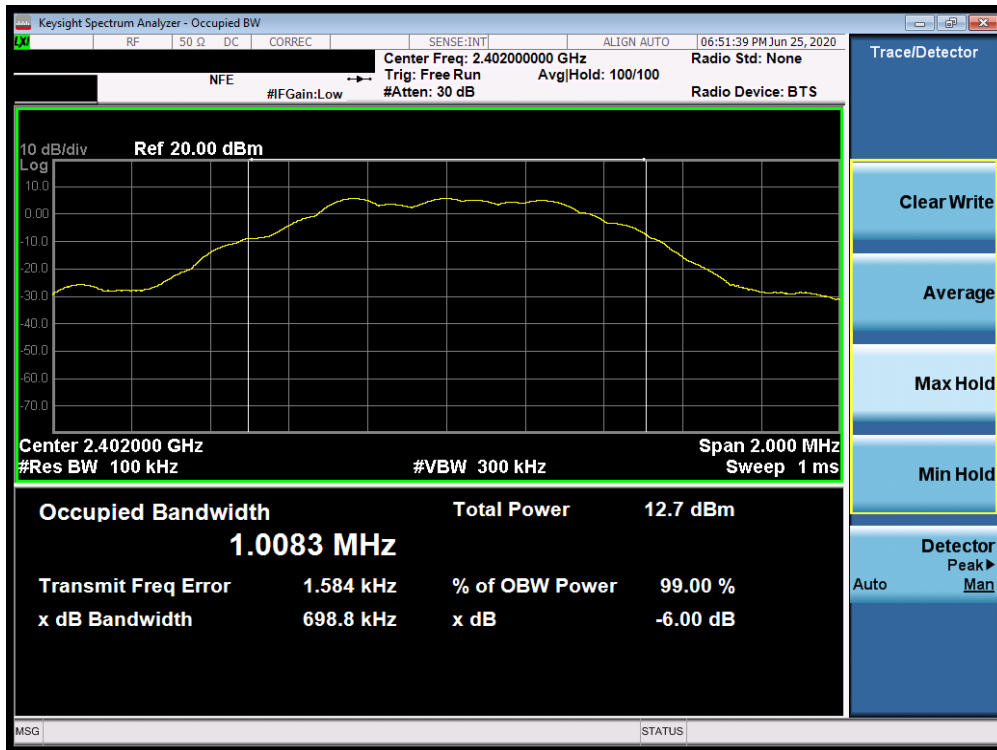 Keysight Spectrum Analyzer - Occupied BW
LXI RF 50 Ω DC CORREC SENSE:INT ALIGN AUTO 06:51:39 PM Jun 25, 2020
Center Freq: 2.402000000 GHz Radio Std: None
NFE Trig: Free Run Avg|Hold: 100/100
#IFGain:Low #Atten: 30 dB Radio Device: BTS
10 dB/div Ref 20.00 dBm
Log
10.0
0.00
-10.0
-20.0
-30.0
-40.0
-50.0
-60.0
-70.0
Center 2.402000 GHz Span 2.000 MHz
#Res BW 100 kHz #VBW 300 kHz Sweep 1 ms
Occupied Bandwidth Total Power 12.7 dBm
1.0083 MHz
Transmit Freq Error 1.584 kHz % of OBW Power 99.00 %
x dB Bandwidth 698.8 kHz x dB -6.00 dB
MSG STATUS
Trace/Detector
Clear Write
Average
Max Hold
Min Hold
Detector
Peak▶
Auto Man